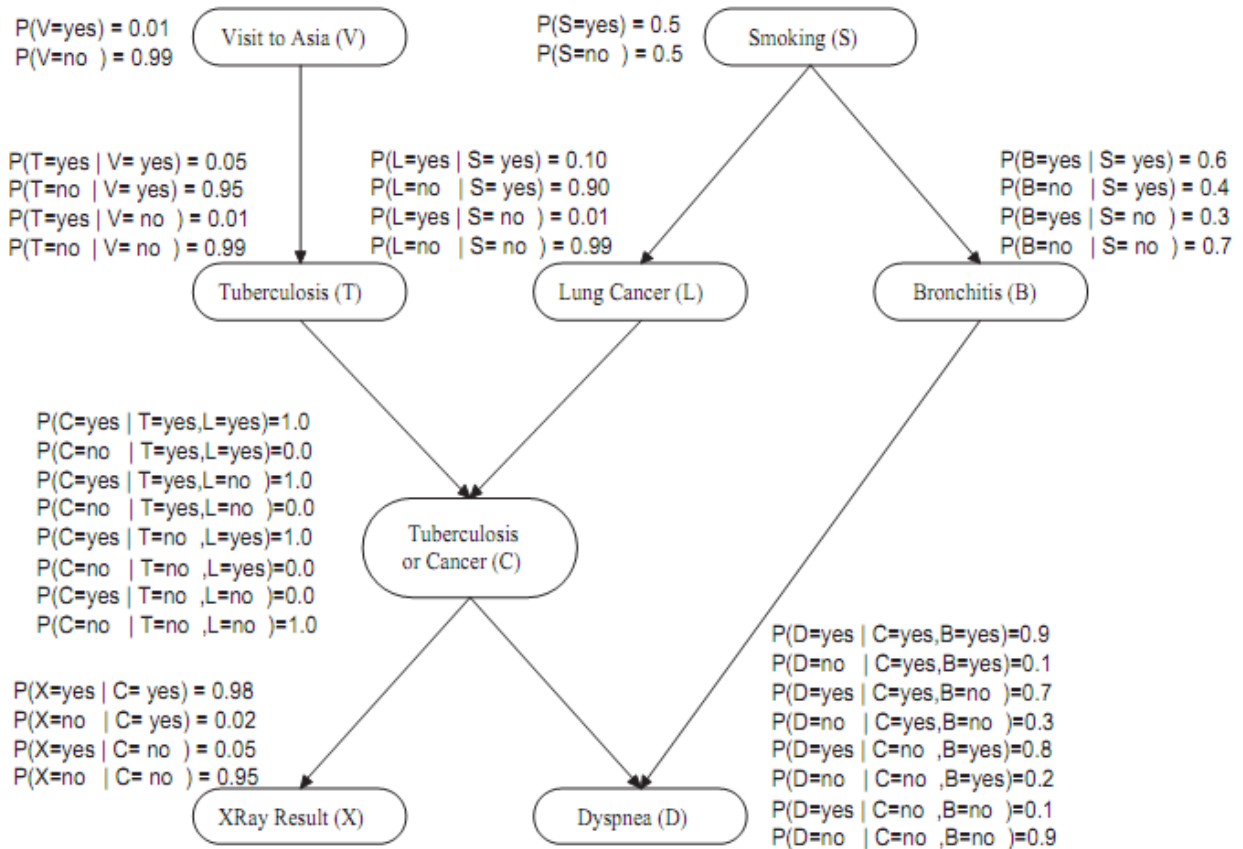 P(V=yes) = 0.01
P(V=no ) = 0.99
Visit to Asia (V)
P(S=yes) = 0.5
P(S=no ) = 0.5
Smoking (S)
P(T=yes | V= yes) = 0.05
P(T=no | V= yes) = 0.95
P(T=yes | V= no ) = 0.01
P(T=no | V= no ) = 0.99
P(L=yes | S= yes) = 0.10
P(L=no | S= yes) = 0.90
P(L=yes | S= no ) = 0.01
P(L=no | S= no ) = 0.99
P(B=yes | S= yes) = 0.6
P(B=no | S= yes) = 0.4
P(B=yes | S= no ) = 0.3
P(B=no | S= no ) = 0.7
Tuberculosis (T)
Lung Cancer (L)
Bronchitis (B)
P(C=yes | T=yes,L=yes)=1.0
P(C=no | T=yes,L=yes)=0.0
P(C=yes | T=yes,L=no )=1.0
P(C=no | T=yes,L=no )=0.0
P(C=yes | T=no ,L=yes)=1.0
P(C=no | T=no ,L=yes)=0.0
P(C=yes | T=no ,L=no )=0.0
P(C=no | T=no ,L=no )=1.0
Tuberculosis
or Cancer (C)
P(X=yes | C= yes) = 0.98
P(X=no | C= yes) = 0.02
P(X=yes | C= no ) = 0.05
P(X=no | C= no ) = 0.95
P(D=yes | C=yes,B=yes)=0.9
P(D=no | C=yes,B=yes)=0.1
P(D=yes | C=yes,B=no )=0.7
P(D=no | C=yes,B=no )=0.3
P(D=yes | C=no ,B=yes)=0.8
P(D=no | C=no ,B=yes)=0.2
P(D=yes | C=no ,B=no )=0.1
P(D=no | C=no ,B=no )=0.9
XRay Result (X)
Dyspnea (D)